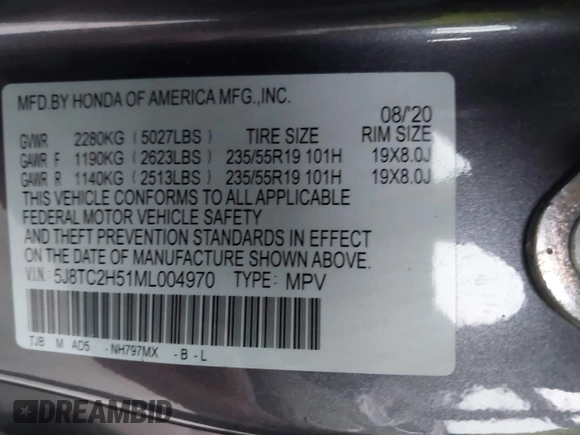 MFD.BY HONDA OF AMERICA MFG.,INC.
08/'20
GVWR 2280KG (5027LBS) TIRE SIZE RIM SIZE
GAWR F 1190KG (2623LBS) 235/55R19 101H 19X8.0J
GAWR R 1140KG (2513LBS) 235/55R19 101H 19X8.0J
THIS VEHICLE CONFORMS TO ALL APPLICABLE
FEDERAL MOTOR VEHICLE SAFETY
AND THEFT PREVENTION STANDARDS IN EFFECT
ON THE DATE OF MANUFACTURE SHOWN ABOVE.
V.I.N: 5J8TC2H51ML004970 TYPE: MPV
TJB M AD5 -NH797MX -B-L
DREAMBID